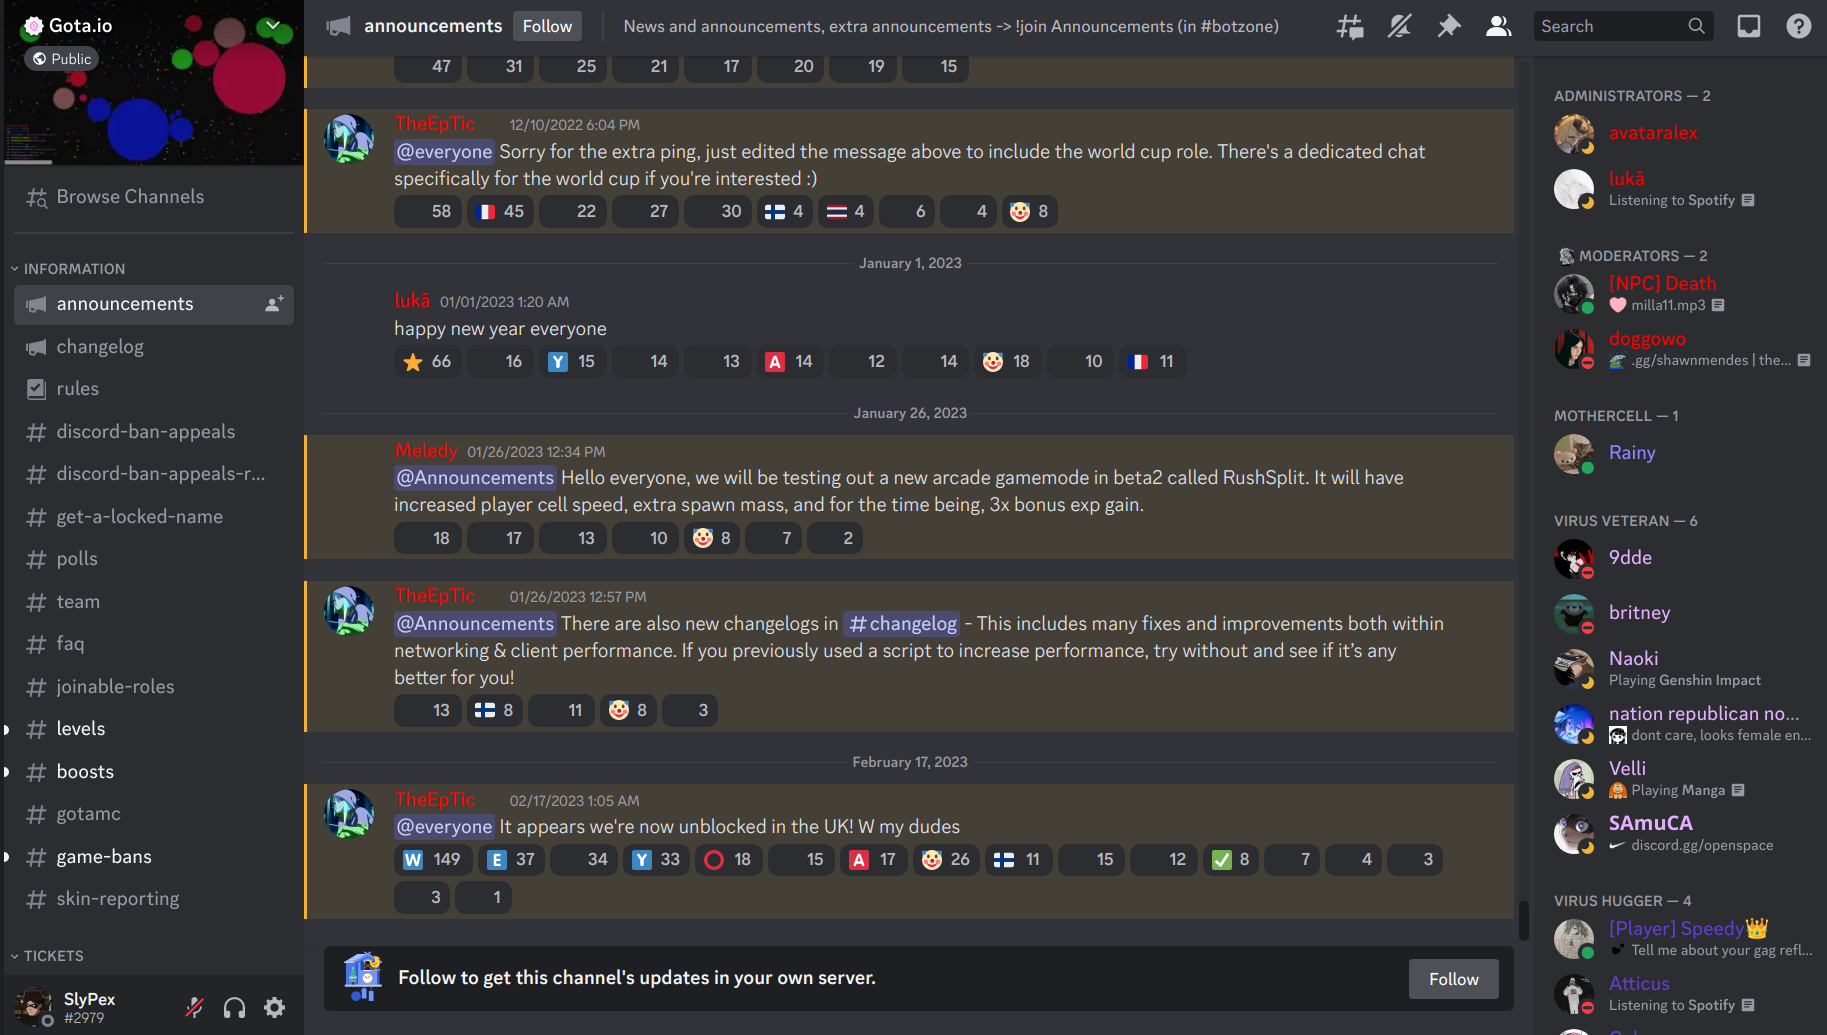 Gota.io
Public
Browse Channels
INFORMATION
announcements
changelog
rules
discord-ban-appeals
discord-ban-appeals-r...
get-a-locked-name
polls
team
faq
joinable-roles
levels
boosts
gotamc
game-bans
skin-reporting
TICKETS
SlyPex
#2979
announcements Follow News and announcements, extra announcements -> !join Announcements (in #botzone)
Search
47 31 25 21 17 20 19 15
TheEpTic 12/10/2022 6:04 PM
@everyone Sorry for the extra ping, just edited the message above to include the world cup role. There's a dedicated chat
specifically for the world cup if you're interested :)
58 45 22 27 30 4 4 6 4 8
January 1, 2023
lukā 01/01/2023 1:20 AM
happy new year everyone
66 16 Y 15 14 13 A 14 12 14 18 10 11
January 26, 2023
Meledy 01/26/2023 12:34 PM
@Announcements Hello everyone, we will be testing out a new arcade gamemode in beta2 called RushSplit. It will have
increased player cell speed, extra spawn mass, and for the time being, 3x bonus exp gain.
18 17 13 10 8 7 2
TheEpTic 01/26/2023 12:57 PM
@Announcements There are also new changelogs in #changelog - This includes many fixes and improvements both within
networking & client performance. If you previously used a script to increase performance, try without and see if it's any
better for you!
13 8 11 8 3
February 17, 2023
TheEpTic 02/17/2023 1:05 AM
@everyone It appears we're now unblocked in the UK! W my dudes
W 149 E 37 34 Y 33 18 15 A 17 26 11 15 12 8 7 4 3
3 1
Follow to get this channel's updates in your own server.
Follow
ADMINISTRATORS — 2
avataralex
lukā
Listening to Spotify
MODERATORS — 2
[NPC] Death
milla11.mp3
doggowo
.gg/shawnmendes | the...
MOTHERCELL — 1
Rainy
VIRUS VETERAN — 6
9dde
britney
Naoki
Playing Genshin Impact
nation republican no...
dont care, looks female en...
Velli
Playing Manga
SAmuCA
discord.gg/openspace
VIRUS HUGGER — 4
[Player] Speedy
Tell me about your gag refl...
Atticus
Listening to Spotify